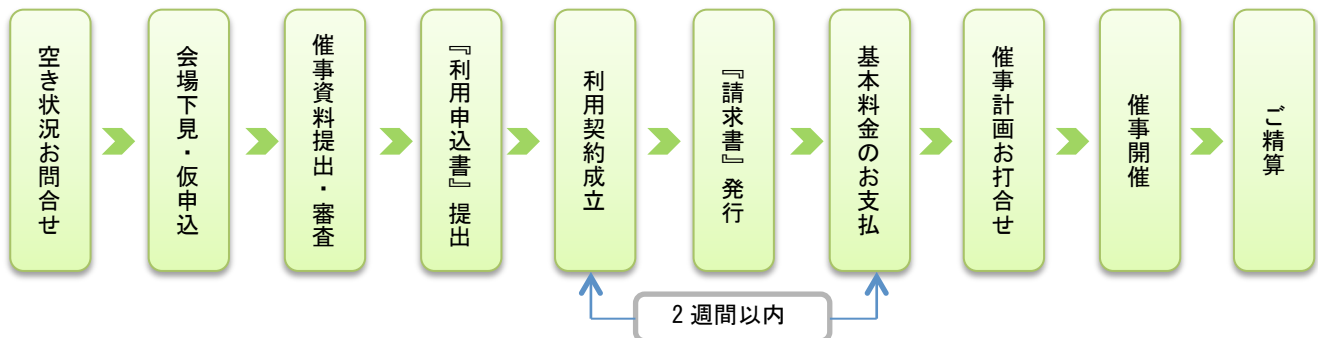 空き状況お問合せ
会場下見・仮申込
催事資料提出・審査
『利用申込書』提出
利用契約成立
『請求書』発行
基本料金のお支払
催事計画お打合せ
催事開催
ご精算
2週間以内